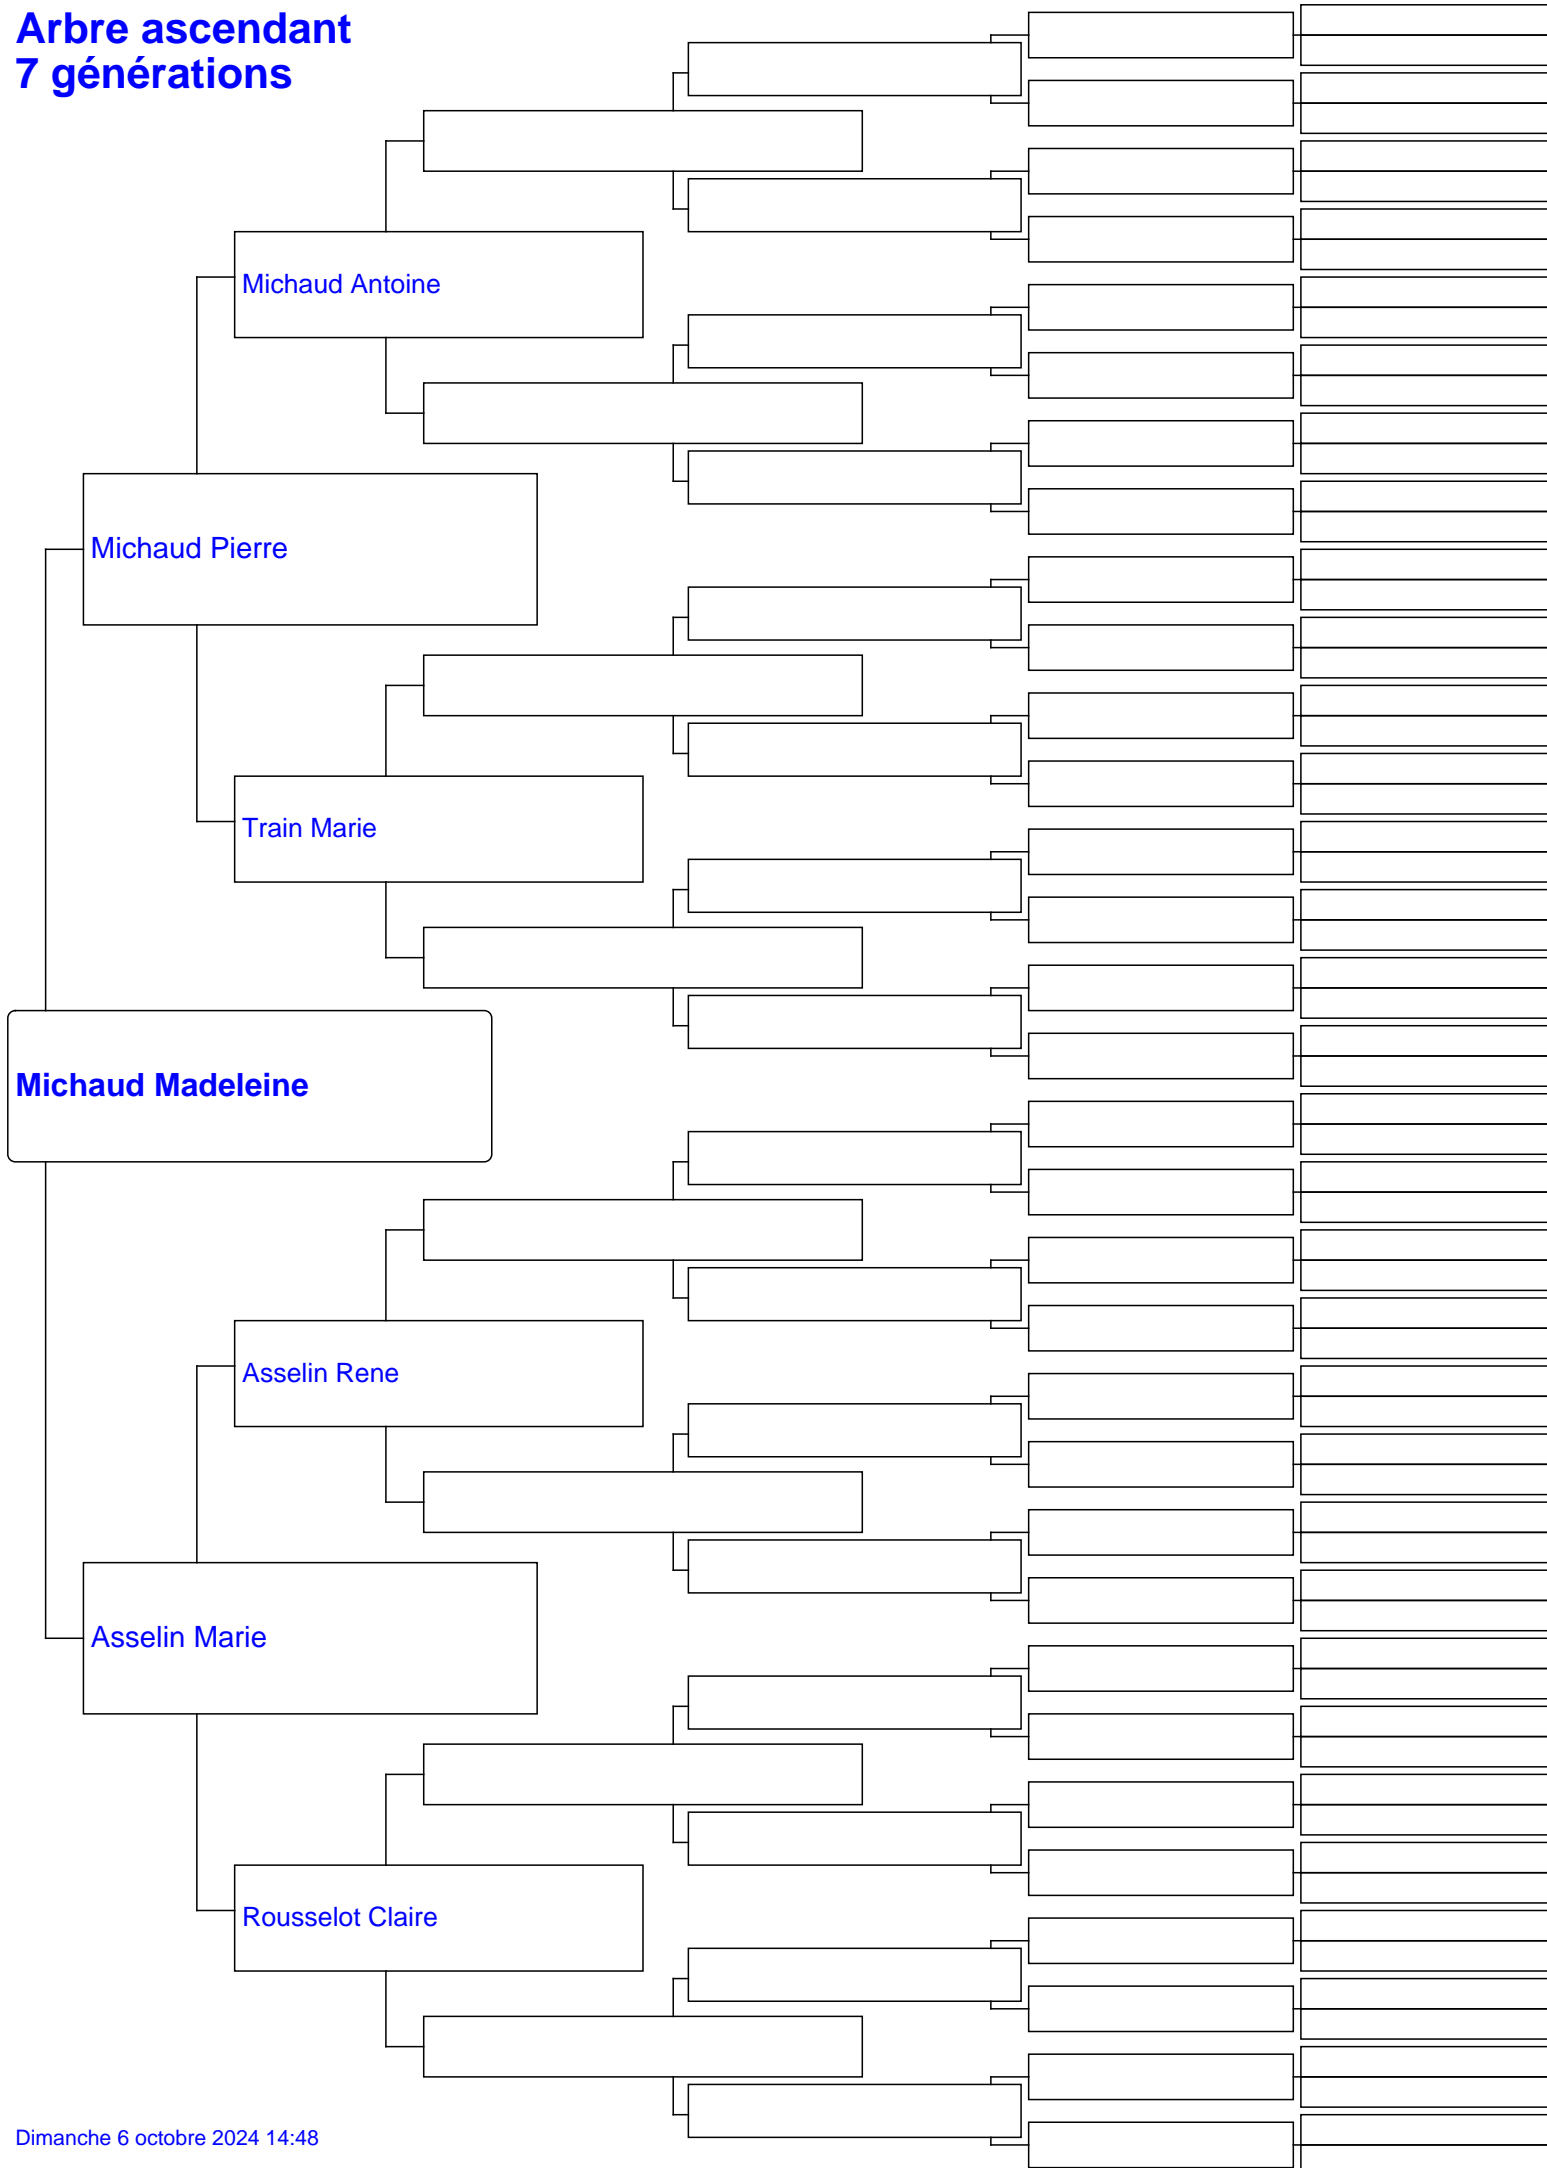 Arbre ascendant
7 générations
Michaud Antoine
Michaud Pierre
Train Marie
Michaud Madeleine
Asselin Rene
Asselin Marie
Rousselot Claire
Dimanche 6 octobre 2024 14:48